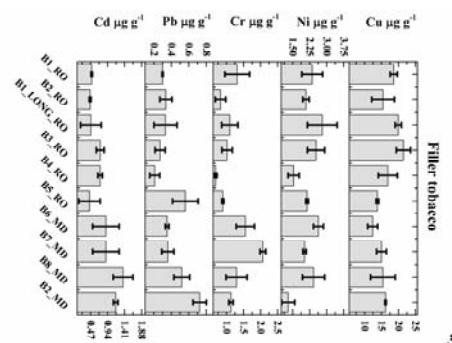 Cd µg g⁻¹
Pb µg g⁻¹
Cr µg g⁻¹
Ni µg g⁻¹
Cu µg g⁻¹
0.2 0.4 0.6 0.8
1.50 2.25 3.00 3.75
B1_RO
B2_RO
B1_LONG_RO
B3_RO
B4_RO
B5_RO
B6_MD
B7_MD
B8_MD
B2_MD
Filler tobacco
0.47 0.94 1.41 1.88
1.0 1.5 2.0 2.5
10 15 20 25